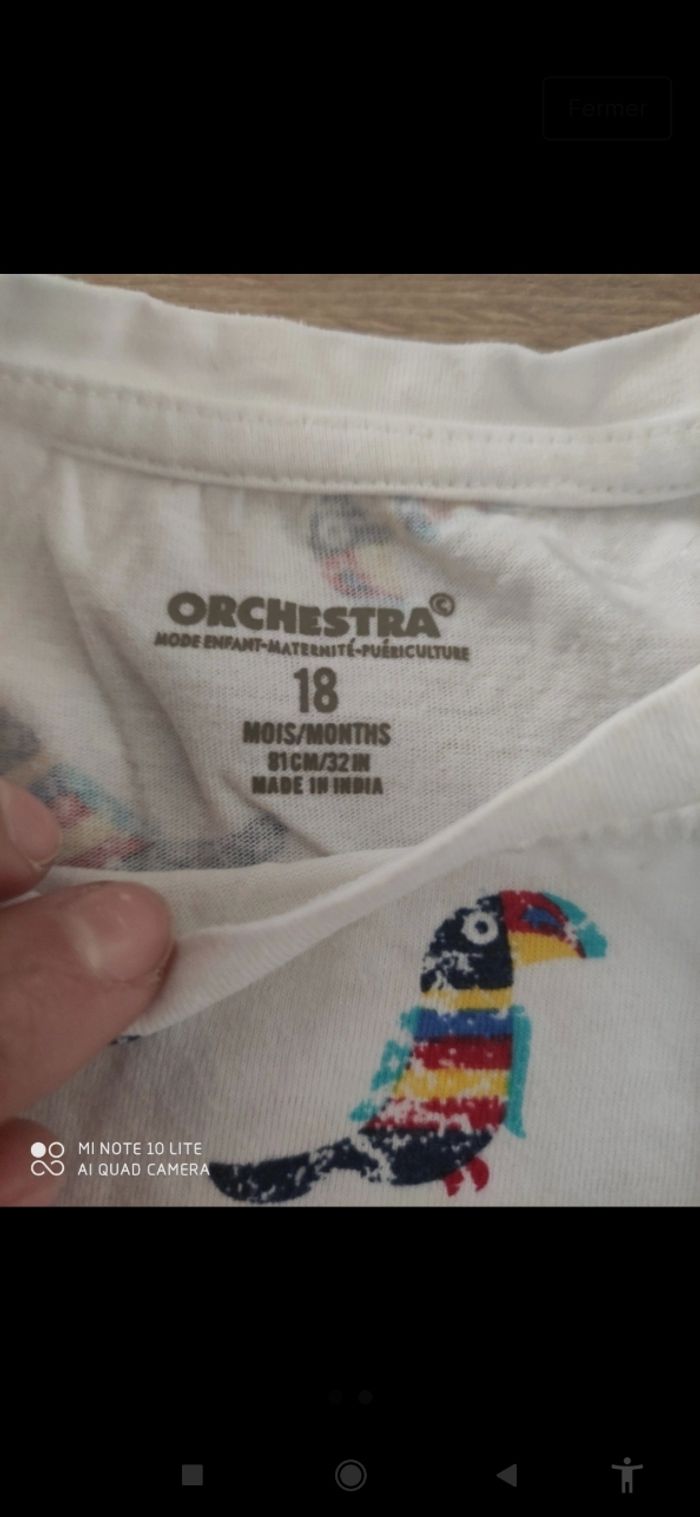 Fermer
ORCHESTRA©
MODE ENFANT-MATERNITÉ-PUÉRICULTURE
18
MOIS/MONTHS
81CM/32IN
MADE IN INDIA
MI NOTE 10 LITE
AI QUAD CAMERA